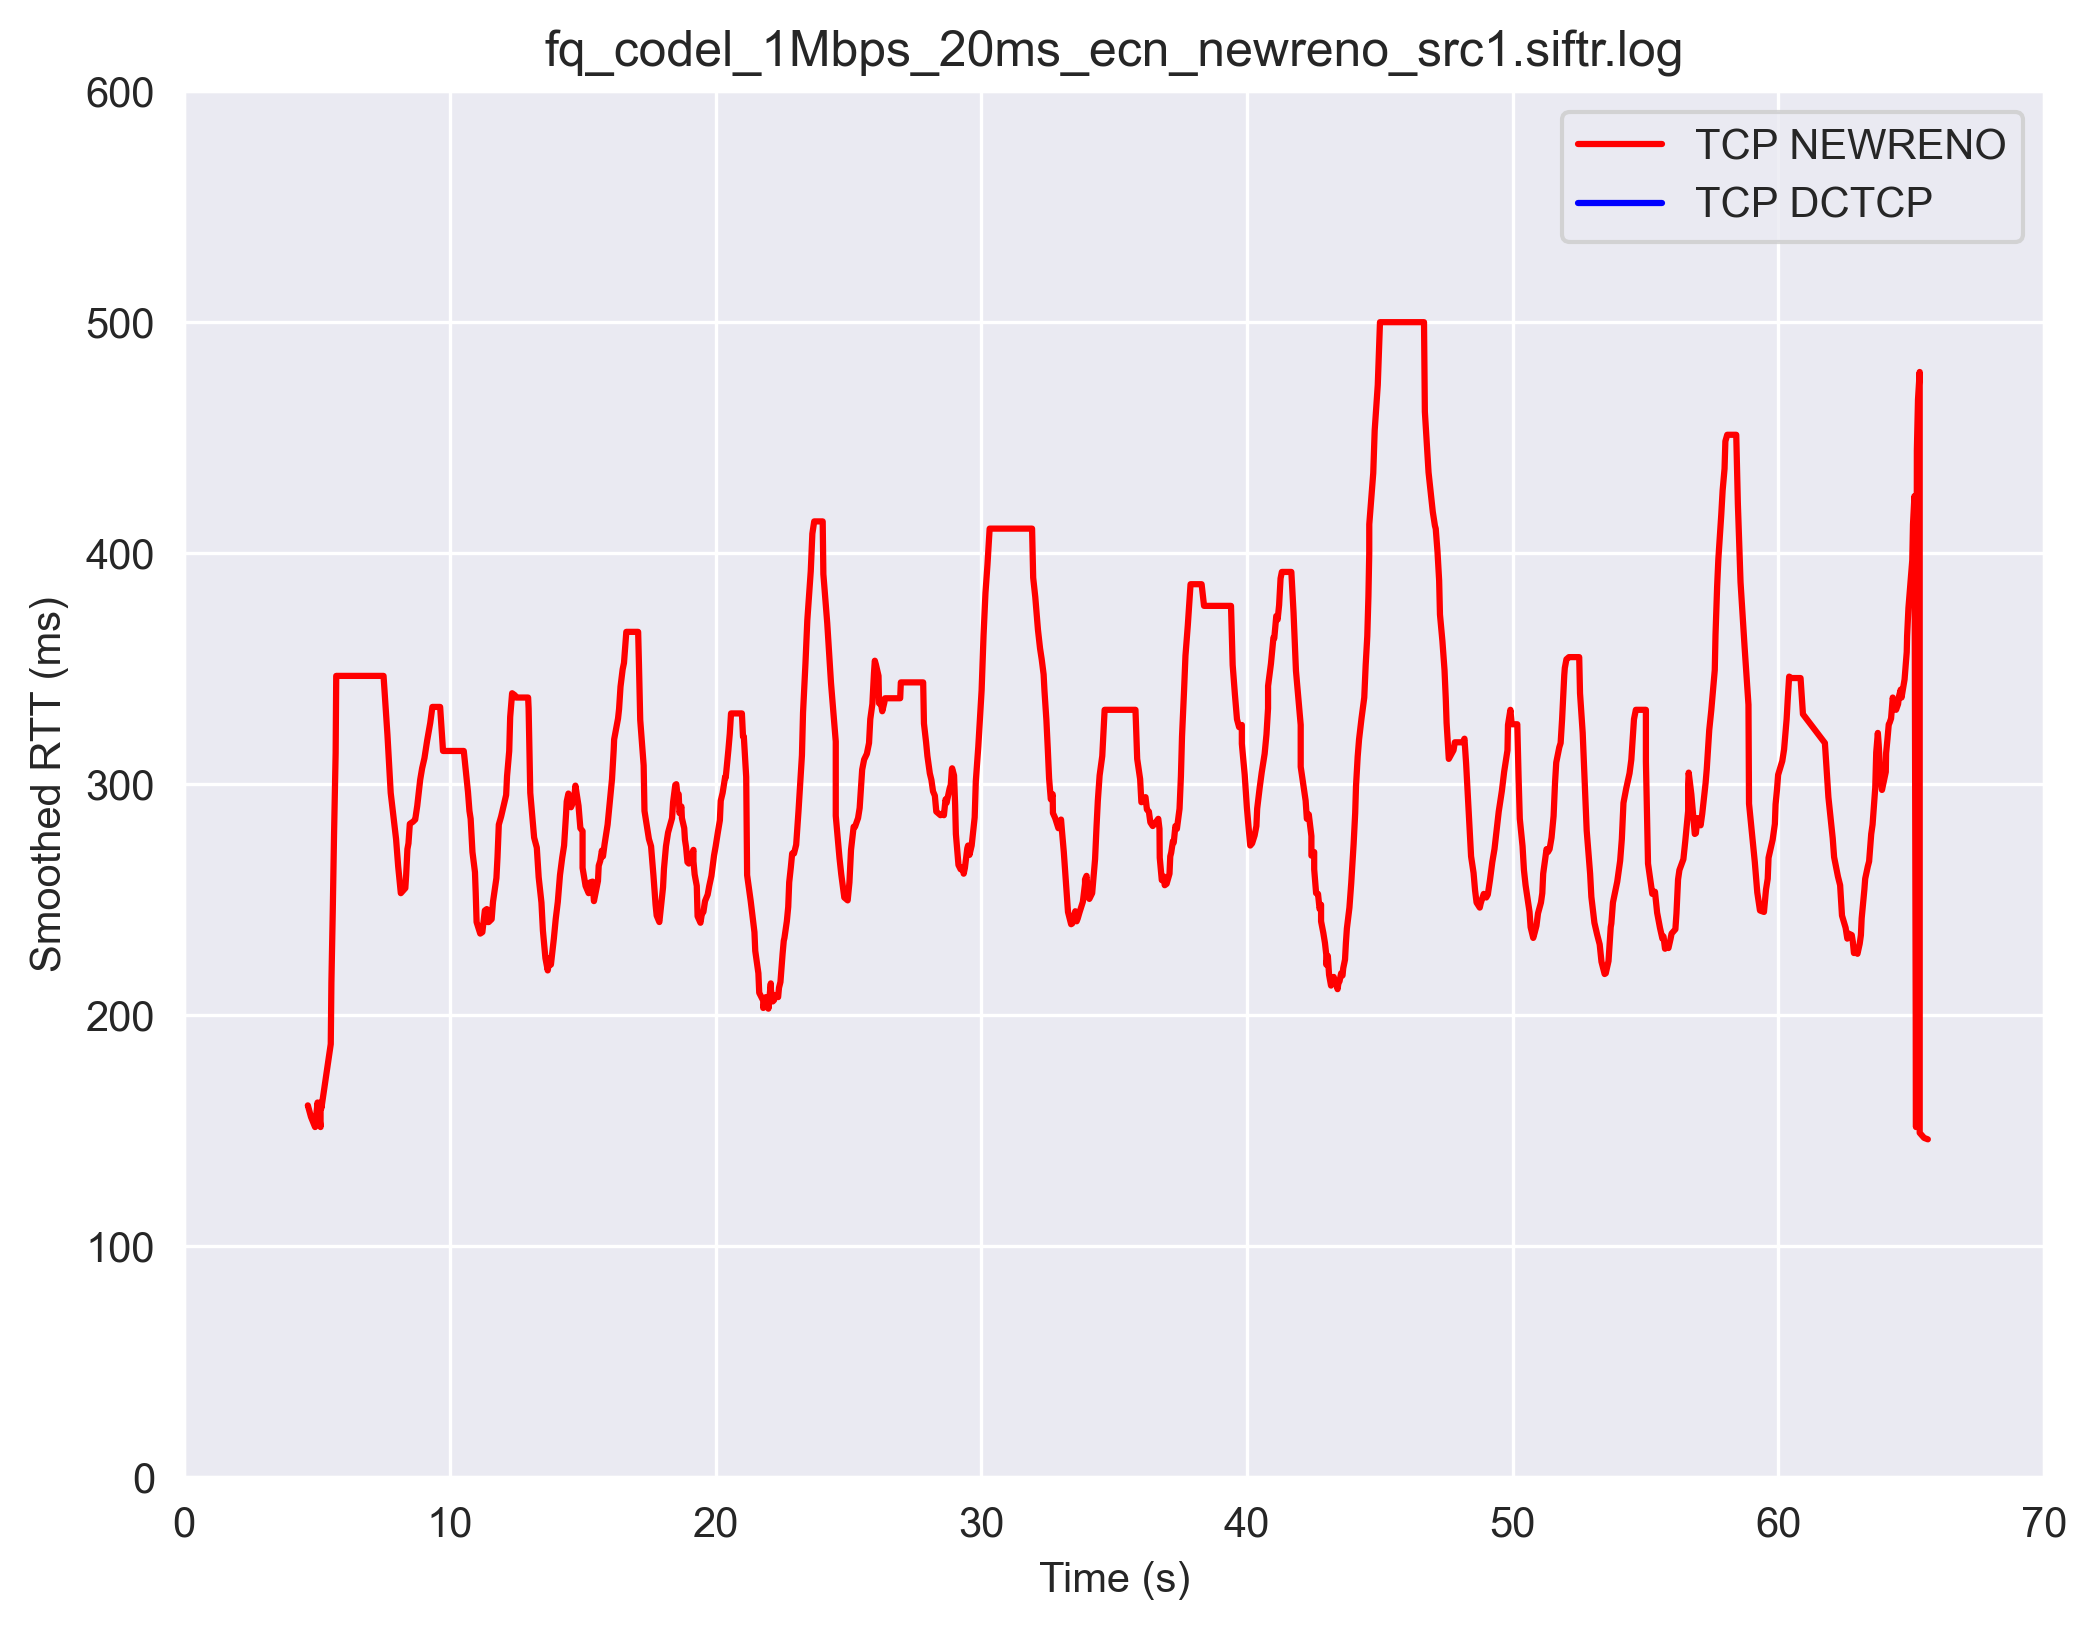 fq_codel_1Mbps_20ms_ecn_newreno_src1.siftr.log
TCP NEWRENO
TCP DCTCP
600
500
400
300
200
100
0
Smoothed RTT (ms)
0 10 20 30 40 50 60 70
Time (s)